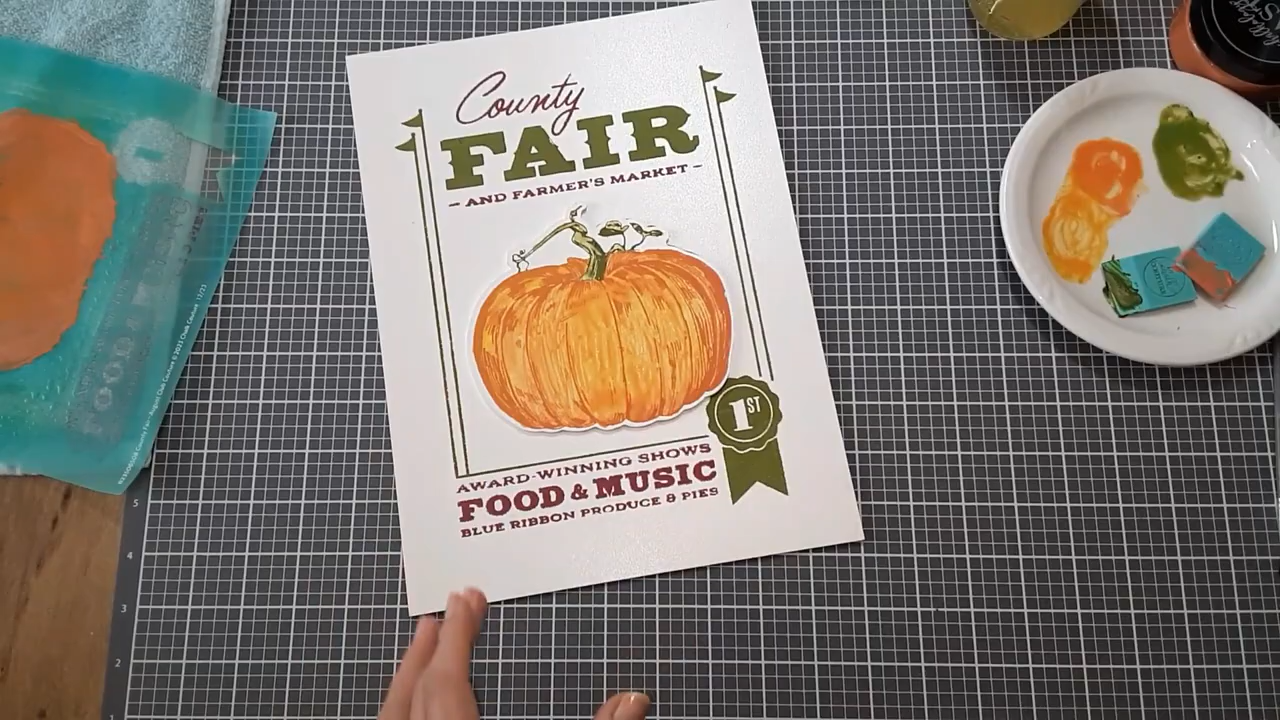 County
FAIR
- AND FARMER'S MARKET -
1ST
AWARD-WINNING SHOWS
FOOD & MUSIC
BLUE RIBBON PRODUCE & PIES